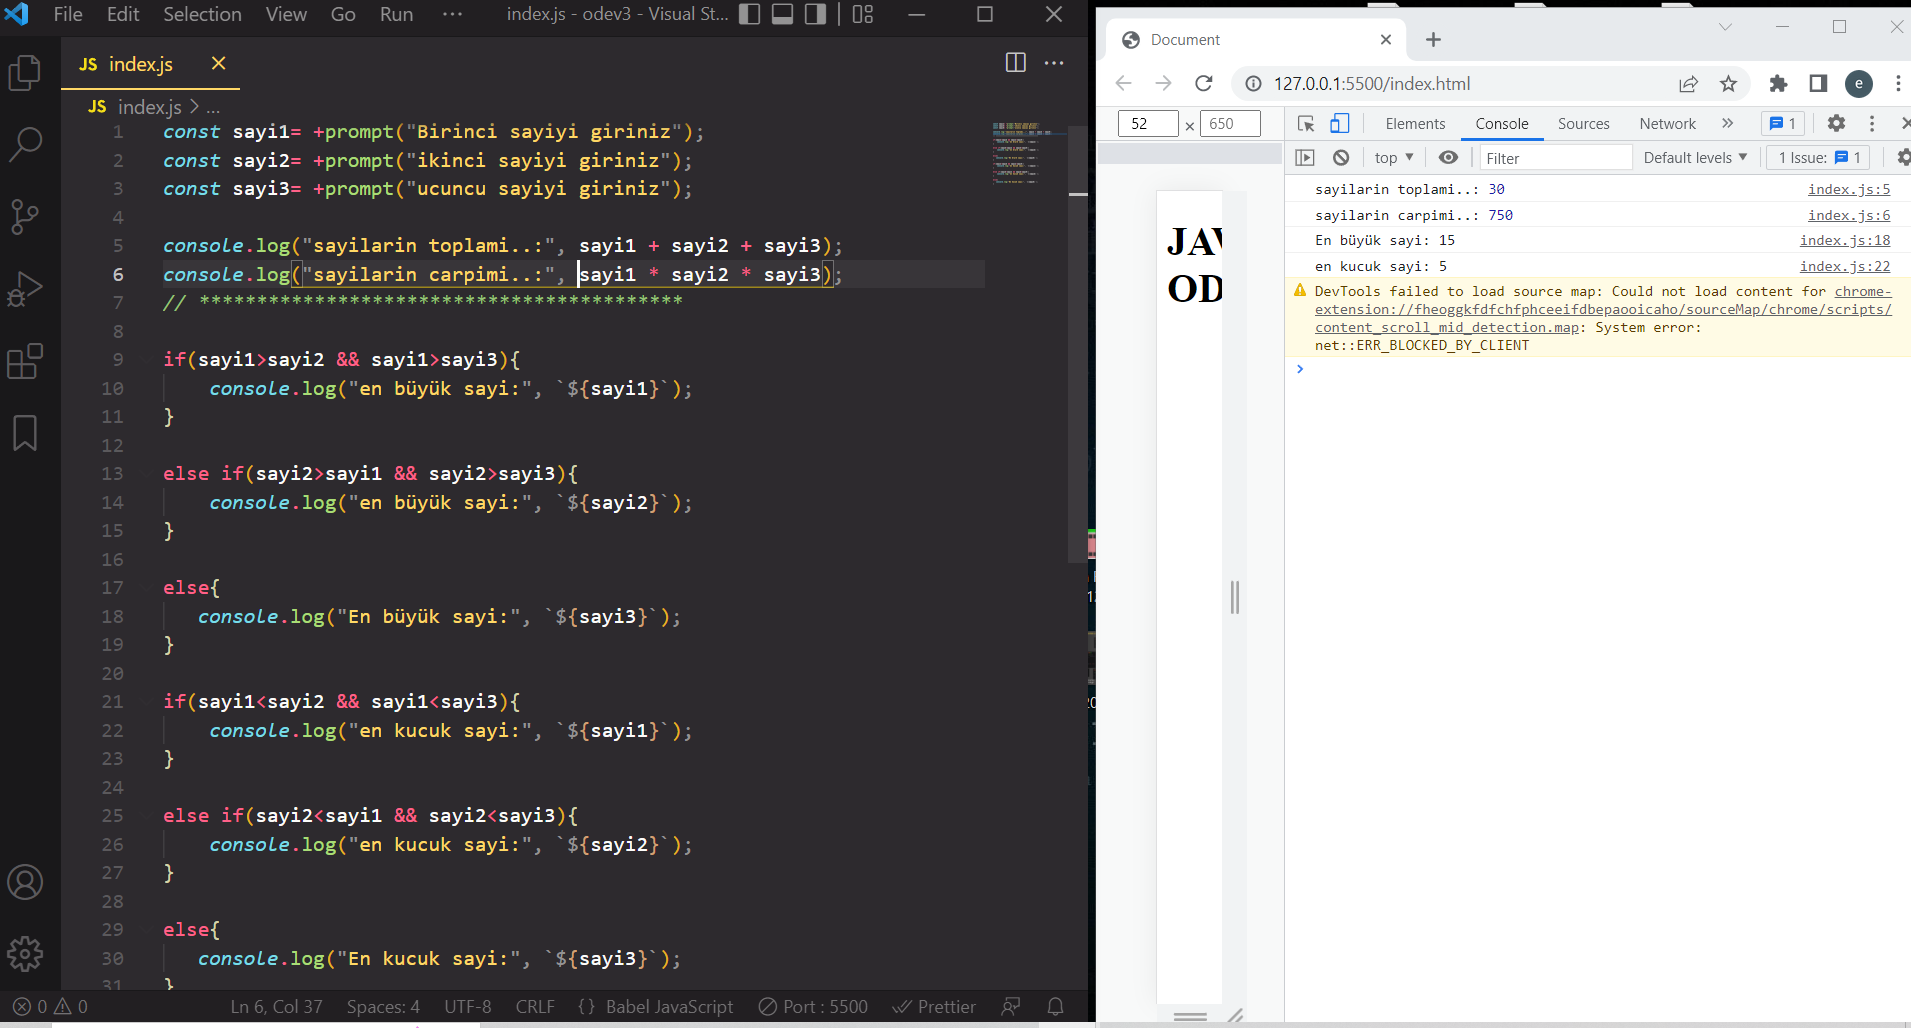 File Edit Selection View Go Run ··· index.js - odev3 - Visual St...
JS index.js
JS index.js > ...
1 const sayi1= +prompt("Birinci sayiyi giriniz");
2 const sayi2= +prompt("ikinci sayiyi giriniz");
3 const sayi3= +prompt("ucuncu sayiyi giriniz");
4
5 console.log("sayilarin toplami..:", sayi1 + sayi2 + sayi3);
6 console.log("sayilarin carpimi..:", sayi1 * sayi2 * sayi3);
7 // ******************************************
8
9 if(sayi1>sayi2 && sayi1>sayi3){
10 console.log("en büyük sayi:", `${sayi1}`);
11 }
12
13 else if(sayi2>sayi1 && sayi2>sayi3){
14 console.log("en büyük sayi:", `${sayi2}`);
15 }
16
17 else{
18 console.log("En büyük sayi:", `${sayi3}`);
19 }
20
21 if(sayi1<sayi2 && sayi1<sayi3){
22 console.log("en kucuk sayi:", `${sayi1}`);
23 }
24
25 else if(sayi2<sayi1 && sayi2<sayi3){
26 console.log("en kucuk sayi:", `${sayi2}`);
27 }
28
29 else{
30 console.log("En kucuk sayi:", `${sayi3}`);
31 }
0 0 Ln 6, Col 37 Spaces: 4 UTF-8 CRLF {} Babel JavaScript Port : 5500 Prettier
Document
127.0.0.1:5500/index.html e
52 × 650
JAV
OD
Elements Console Sources Network » 1
top Filter Default levels 1 Issue: 1
sayilarin toplami..: 30 index.js:5
sayilarin carpimi..: 750 index.js:6
En büyük sayi: 15 index.js:18
en kucuk sayi: 5 index.js:22
DevTools failed to load source map: Could not load content for chrome-
extension://fheoggkfdfchfphceeifdbepaooicaho/sourceMap/chrome/scripts/
content_scroll_mid_detection.map: System error:
net::ERR_BLOCKED_BY_CLIENT